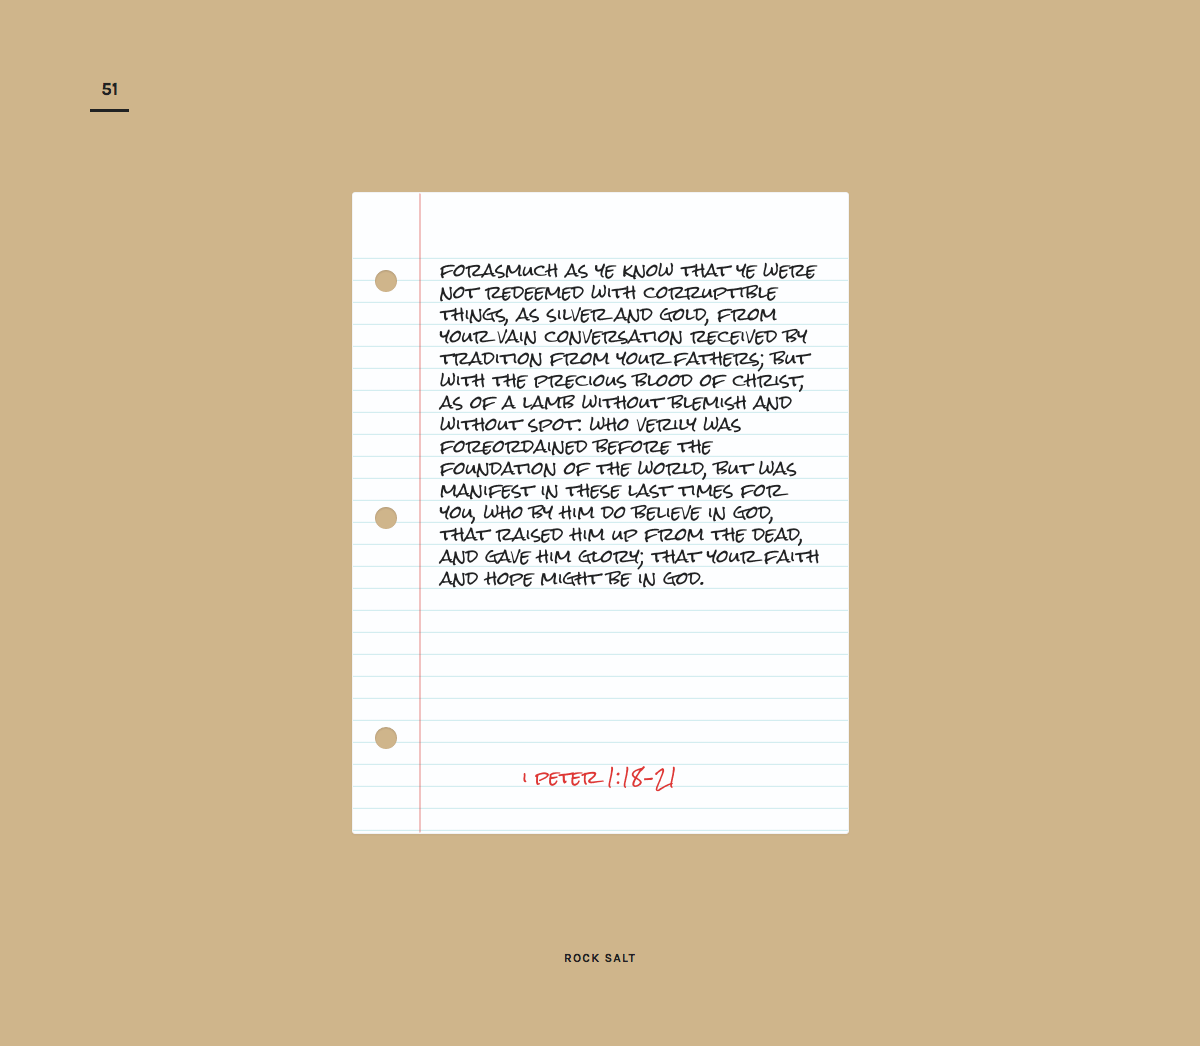 51
FORASMUCH AS YE KNOW THAT YE WERE
NOT REDEEMED WITH CORRUPTIBLE
THINGS, AS SILVER AND GOLD, FROM
YOUR VAIN CONVERSATION RECEIVED BY
TRADITION FROM YOUR FATHERS; BUT
WITH THE PRECIOUS BLOOD OF CHRIST,
AS OF A LAMB WITHOUT BLEMISH AND
WITHOUT SPOT: WHO VERILY WAS
FOREORDAINED BEFORE THE
FOUNDATION OF THE WORLD, BUT WAS
MANIFEST IN THESE LAST TIMES FOR
YOU, WHO BY HIM DO BELIEVE IN GOD,
THAT RAISED HIM UP FROM THE DEAD,
AND GAVE HIM GLORY; THAT YOUR FAITH
AND HOPE MIGHT BE IN GOD.
1 PETER 1:18-21
ROCK SALT